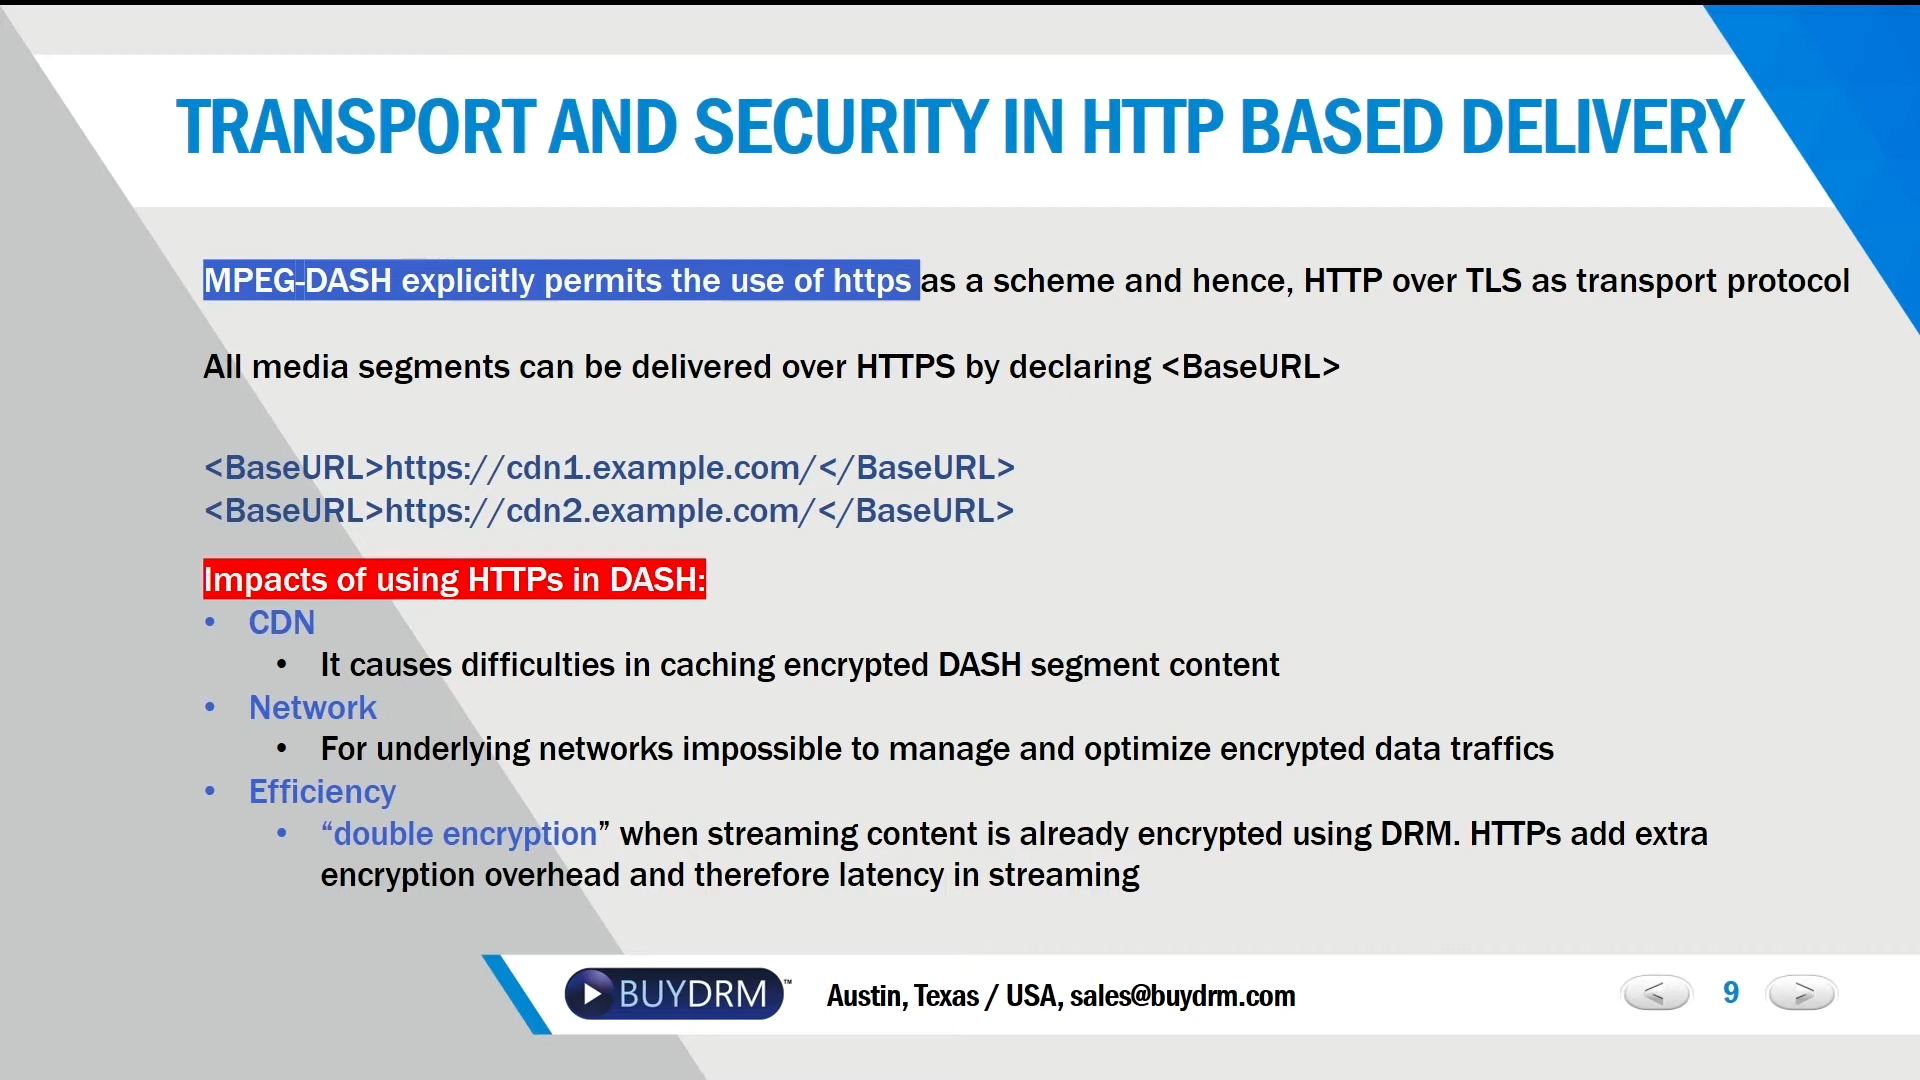 TRANSPORT AND SECURITY IN HTTP BASED DELIVERY
MPEG-DASH explicitly permits the use of https as a scheme and hence, HTTP over TLS as transport protocol
All media segments can be delivered over HTTPS by declaring <BaseURL>
<BaseURL>https://cdn1.example.com/</BaseURL>
<BaseURL>https://cdn2.example.com/</BaseURL>
Impacts of using HTTPs in DASH:
• CDN
• It causes difficulties in caching encrypted DASH segment content
• Network
• For underlying networks impossible to manage and optimize encrypted data traffics
• Efficiency
• “double encryption” when streaming content is already encrypted using DRM. HTTPs add extra
encryption overhead and therefore latency in streaming
BUYDRM™ Austin, Texas / USA, sales@buydrm.com < 9 >